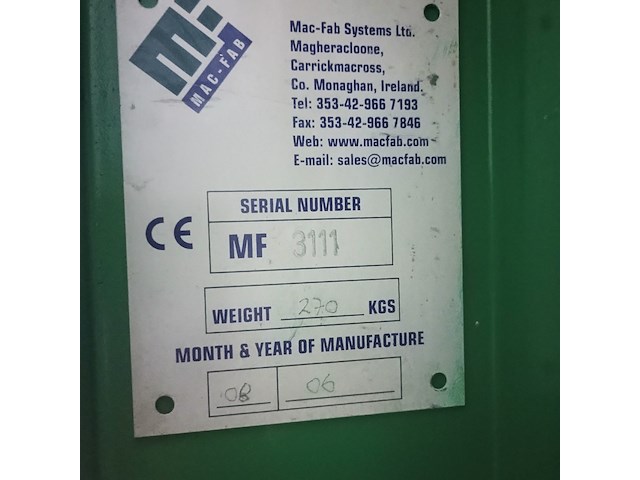 MAC-FAB
Mac-Fab Systems Ltd.
Magheracloone,
Carrickmacross,
Co. Monaghan, Ireland.
Tel: 353-42-966 7193
Fax: 353-42-966 7846
Web: www.macfab.com
E-mail: sales@macfab.com
SERIAL NUMBER
CE
MF 3111
WEIGHT 270 KGS
MONTH & YEAR OF MANUFACTURE
08 06